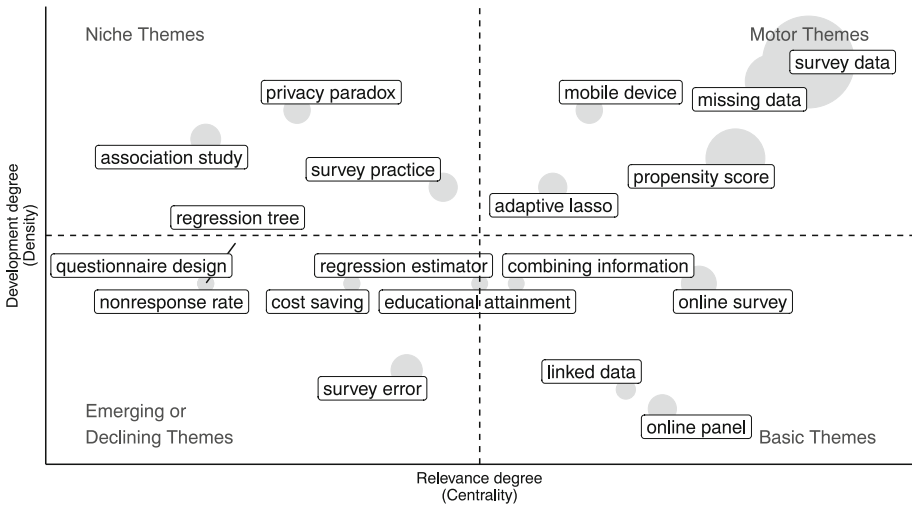 Niche Themes
Motor Themes
survey data
privacy paradox
mobile device
missing data
association study
survey practice
propensity score
adaptive lasso
regression tree
questionnaire design
regression estimator
combining information
nonresponse rate
cost saving
educational attainment
online survey
linked data
survey error
online panel
Emerging or
Declining Themes
Basic Themes
Development degree
(Density)
Relevance degree
(Centrality)